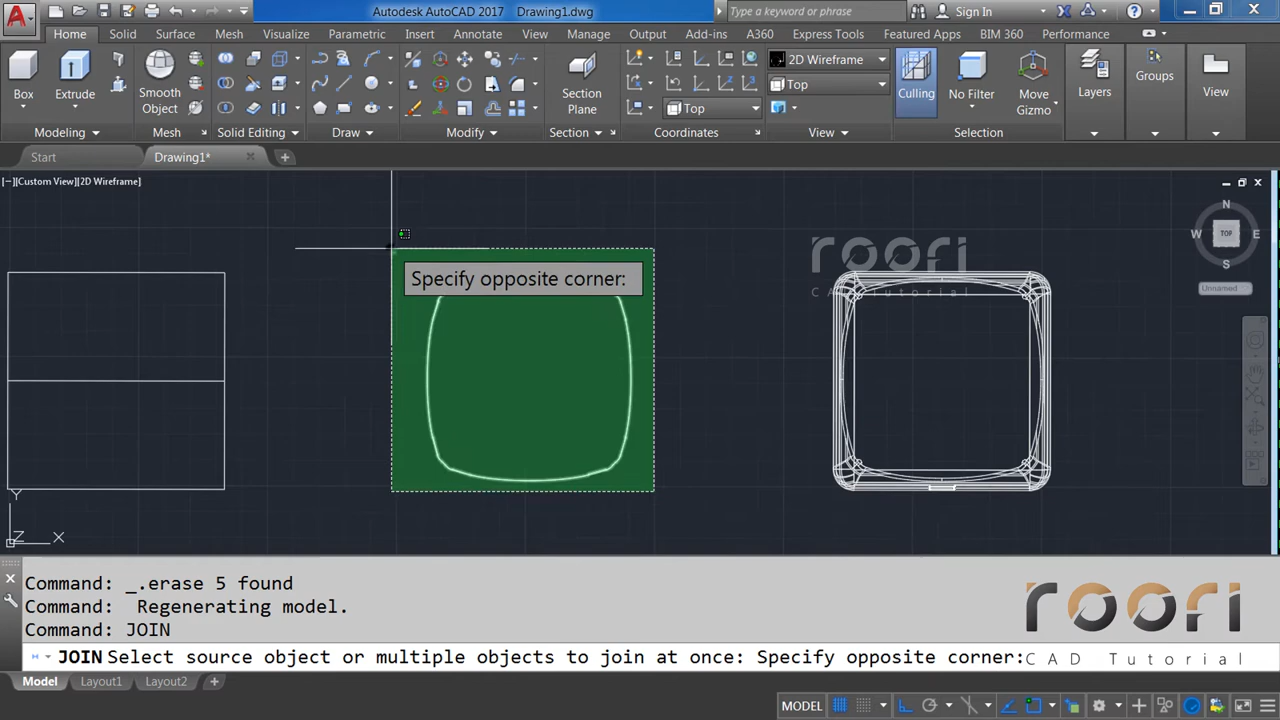 Autodesk AutoCAD 2017 Drawing1.dwg
Type a keyword or phrase
Sign In
Home Solid Surface Mesh Visualize Parametric Insert Annotate View Manage Output Add-ins A360 Express Tools Featured Apps BIM 360 Performance
2D Wireframe
Top
Top
Box
Extrude
Smooth
Object
Section
Plane
Culling
No Filter
Move
Gizmo
Layers
Groups
View
Modeling Mesh Solid Editing Draw Modify Section Coordinates View Selection
Start Drawing1*
[−][Custom View][2D Wireframe]
N
W TOP E
S
Unnamed
roofi
CAD Tutorial
Specify opposite corner:
Y
Z X
Command: _.erase 5 found
Command: Regenerating model.
Command: JOIN
JOIN Select source object or multiple objects to join at once: Specify opposite corner:
roofi
CAD Tutorial
Model Layout1 Layout2
MODEL